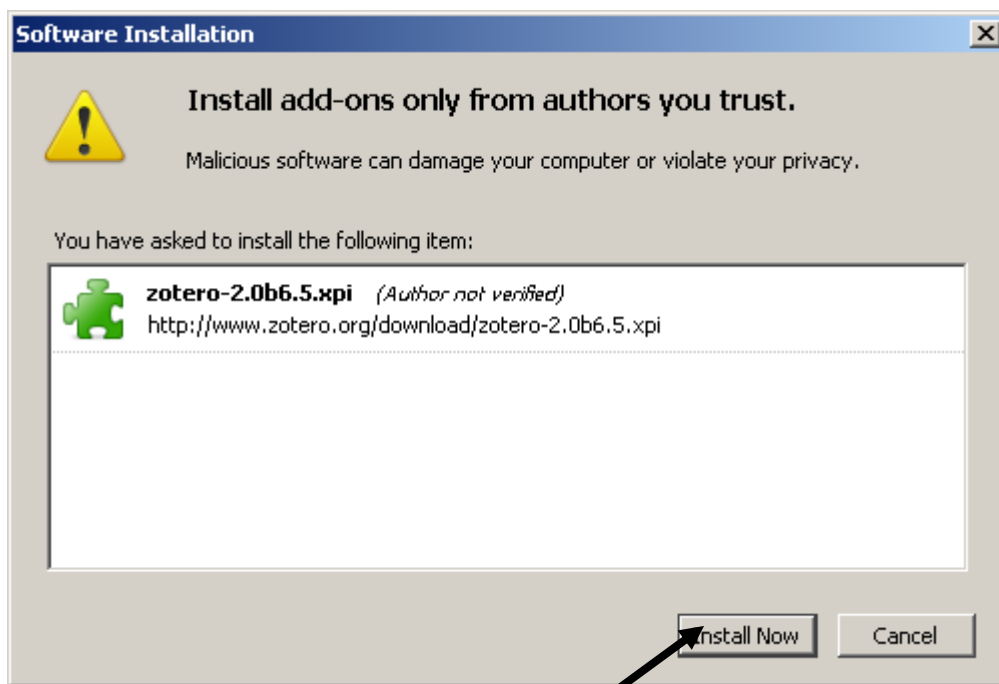 Software Installation
Install add-ons only from authors you trust.
Malicious software can damage your computer or violate your privacy.
You have asked to install the following item:
zotero-2.0b6.5.xpi (Author not verified)
http://www.zotero.org/download/zotero-2.0b6.5.xpi
Install Now Cancel